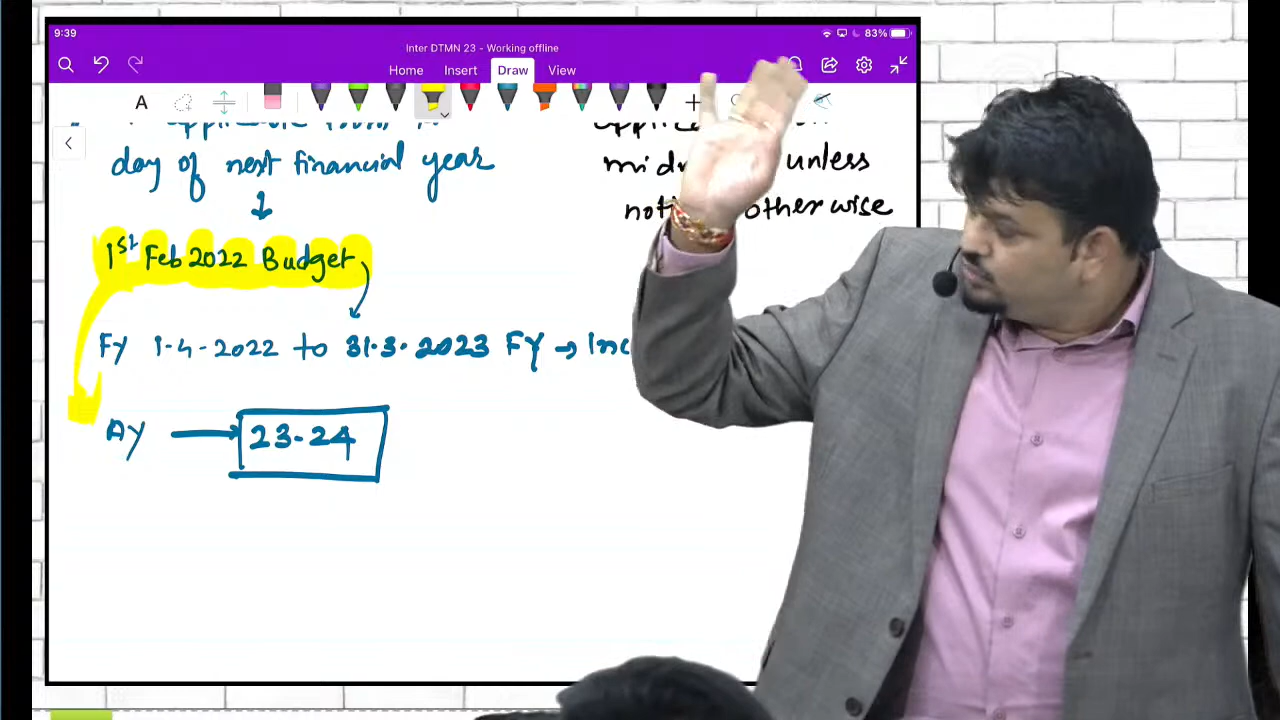 9:39
83%
Inter DTMN 23 - Working offline
Home Insert Draw View
A
day of next financial year
unless
otherwise
1st Feb 2022 Budget
FY 1-4-2022 to 31.3.2023 FY → Inc
AY → 23-24